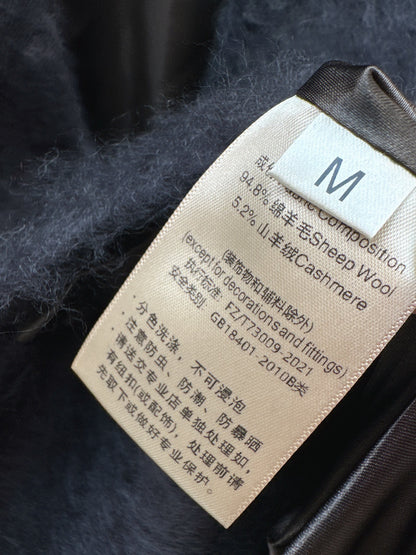 M
成
Composition
94.8% 绵羊毛Sheep Wool
5.2% 山羊绒Cashmere
(装饰物和辅料除外)
(except for decorations and fittings)
执行标准: FZ/T73009-2021
安全类别: GB18401-2010B类
·分色洗涤，不可浸泡
·注意防虫、防潮、防暴晒
·请送交专业店单独处理如,
有纽扣(或配饰)，处理前请
先取下或做好专业保护。